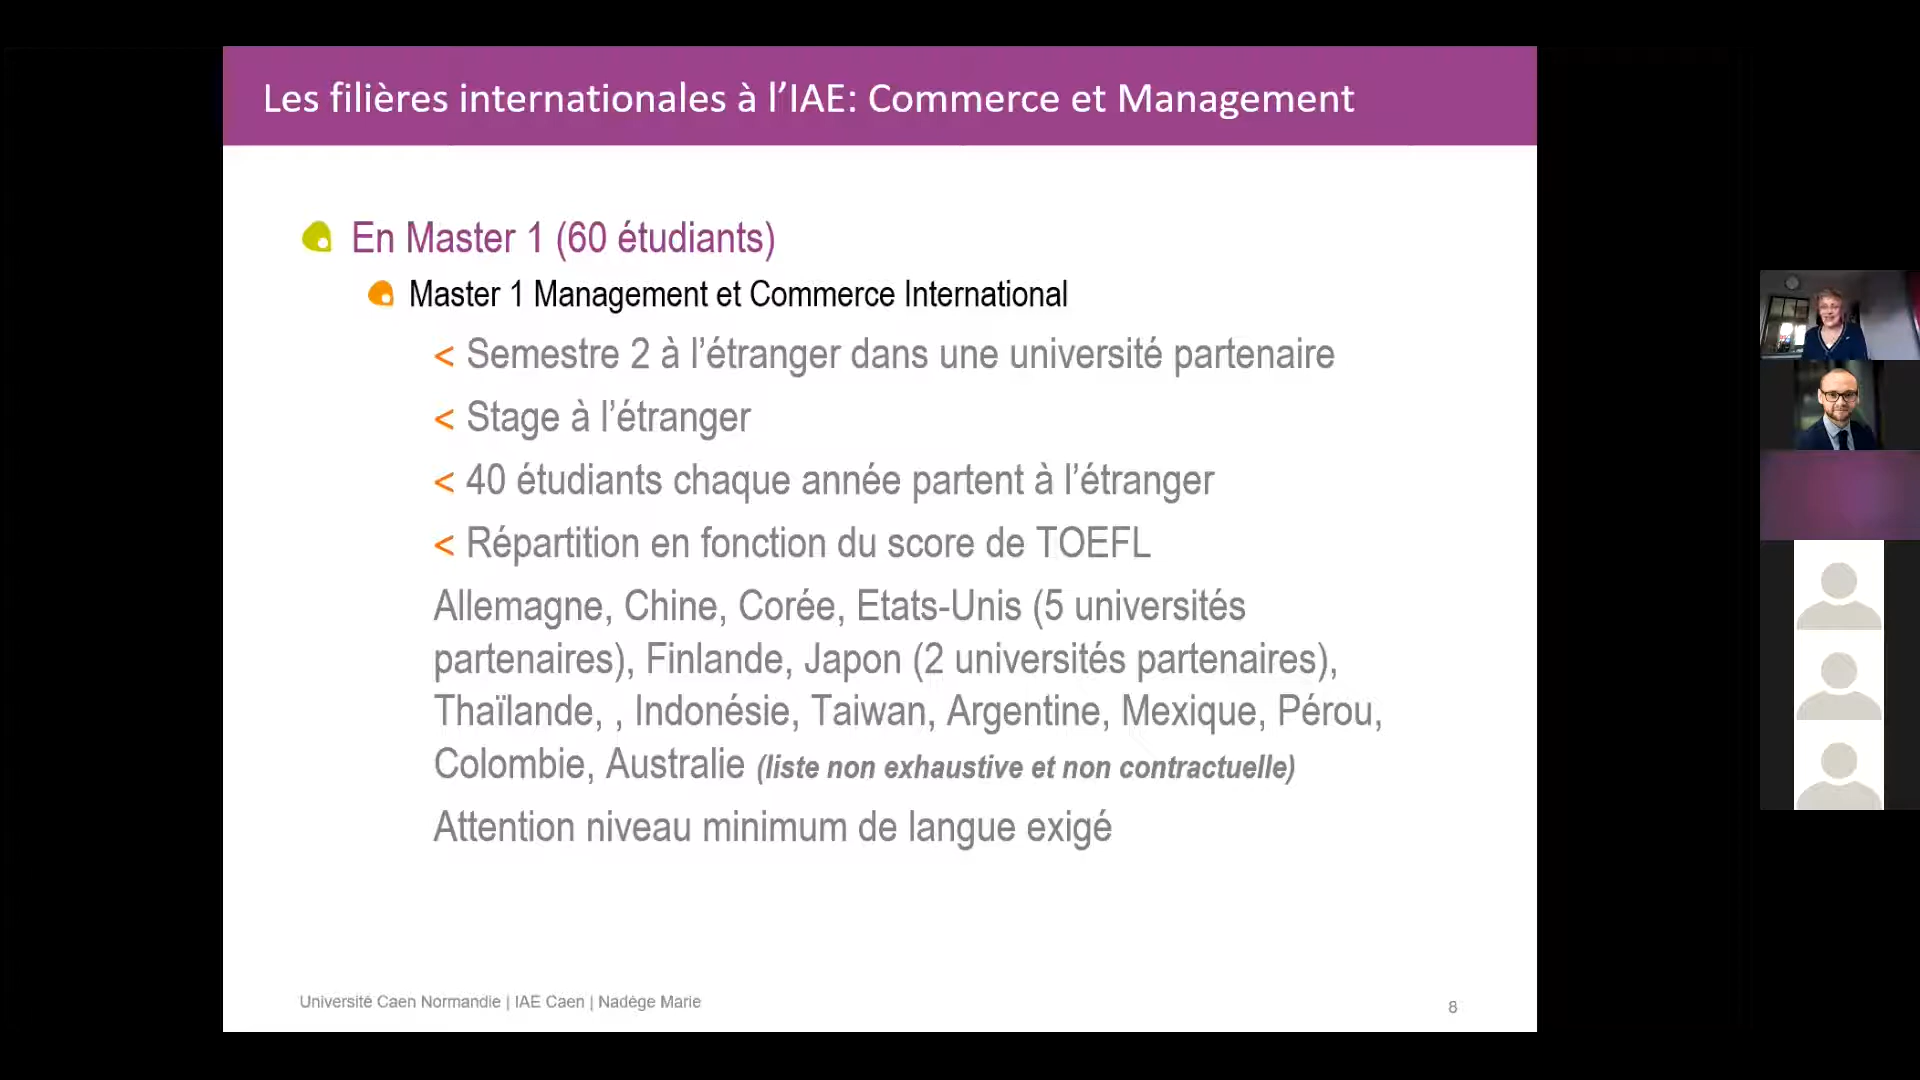 Les filières internationales à l’IAE: Commerce et Management
En Master 1 (60 étudiants)
Master 1 Management et Commerce International
< Semestre 2 à l’étranger dans une université partenaire
< Stage à l’étranger
< 40 étudiants chaque année partent à l’étranger
< Répartition en fonction du score de TOEFL
Allemagne, Chine, Corée, Etats-Unis (5 universités
partenaires), Finlande, Japon (2 universités partenaires),
Thaïlande, , Indonésie, Taiwan, Argentine, Mexique, Pérou,
Colombie, Australie (liste non exhaustive et non contractuelle)
Attention niveau minimum de langue exigé
Université Caen Normandie | IAE Caen | Nadège Marie
8